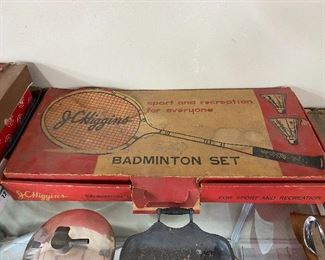 sport and recreation
for everyone
J.C.Higgins
BADMINTON SET
J.C.Higgins
FOR SPORT AND RECREATION